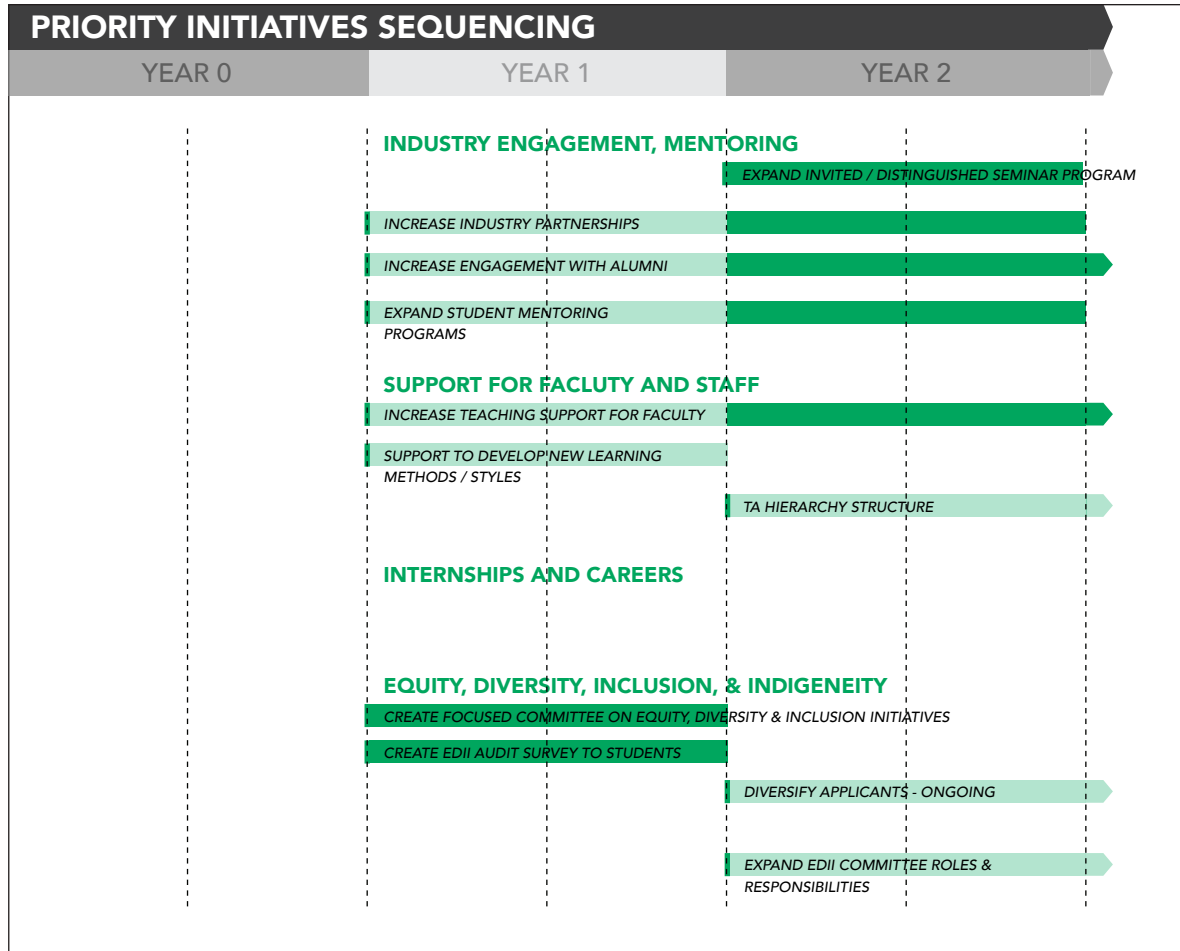 PRIORITY INITIATIVES SEQUENCING
YEAR 0
YEAR 1
YEAR 2
INDUSTRY ENGAGEMENT, MENTORING
EXPAND INVITED / DISTINGUISHED SEMINAR PROGRAM
INCREASE INDUSTRY PARTNERSHIPS
INCREASE ENGAGEMENT WITH ALUMNI
EXPAND STUDENT MENTORING
PROGRAMS
SUPPORT FOR FACLUTY AND STAFF
INCREASE TEACHING SUPPORT FOR FACULTY
SUPPORT TO DEVELOP NEW LEARNING
METHODS / STYLES
TA HIERARCHY STRUCTURE
INTERNSHIPS AND CAREERS
EQUITY, DIVERSITY, INCLUSION, & INDIGENEITY
CREATE FOCUSED COMMITTEE ON EQUITY, DIVERSITY & INCLUSION INITIATIVES
CREATE EDII AUDIT SURVEY TO STUDENTS
DIVERSIFY APPLICANTS - ONGOING
EXPAND EDII COMMITTEE ROLES &
RESPONSIBILITIES